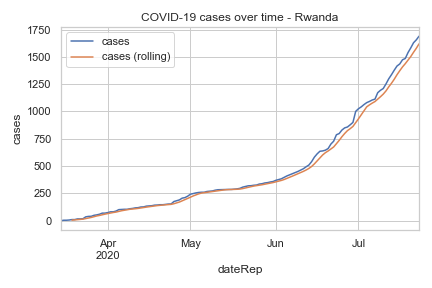 COVID-19 cases over time - Rwanda
cases
cases (rolling)
1750
1500
1250
1000
750
500
250
0
cases
Apr
2020
May
Jun
Jul
dateRep